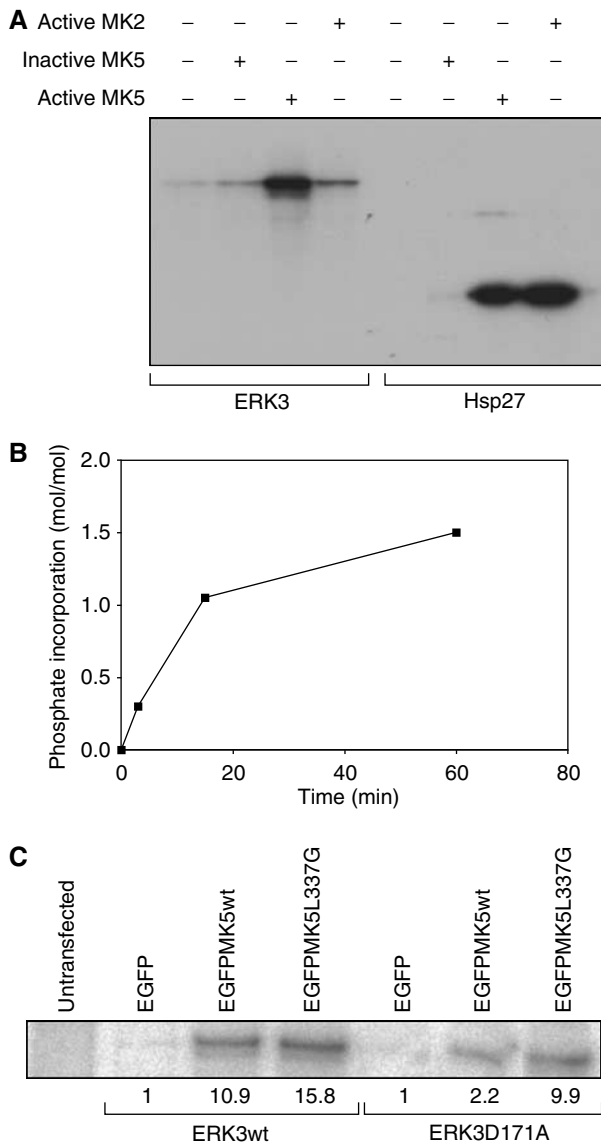 A Active MK2 – – – + – – – +
Inactive MK5 – + – – – + – –
Active MK5 – – + – – – + –
ERK3 Hsp27
B
Phosphate incorporation (mol/mol)
2.0
1.5
1.0
0.5
0.0
0 20 40 60 80
Time (min)
C
Untransfected EGFP EGFPMK5wt EGFPMK5L337G EGFP EGFPMK5wt EGFPMK5L337G
1 10.9 15.8 1 2.2 9.9
ERK3wt ERK3D171A